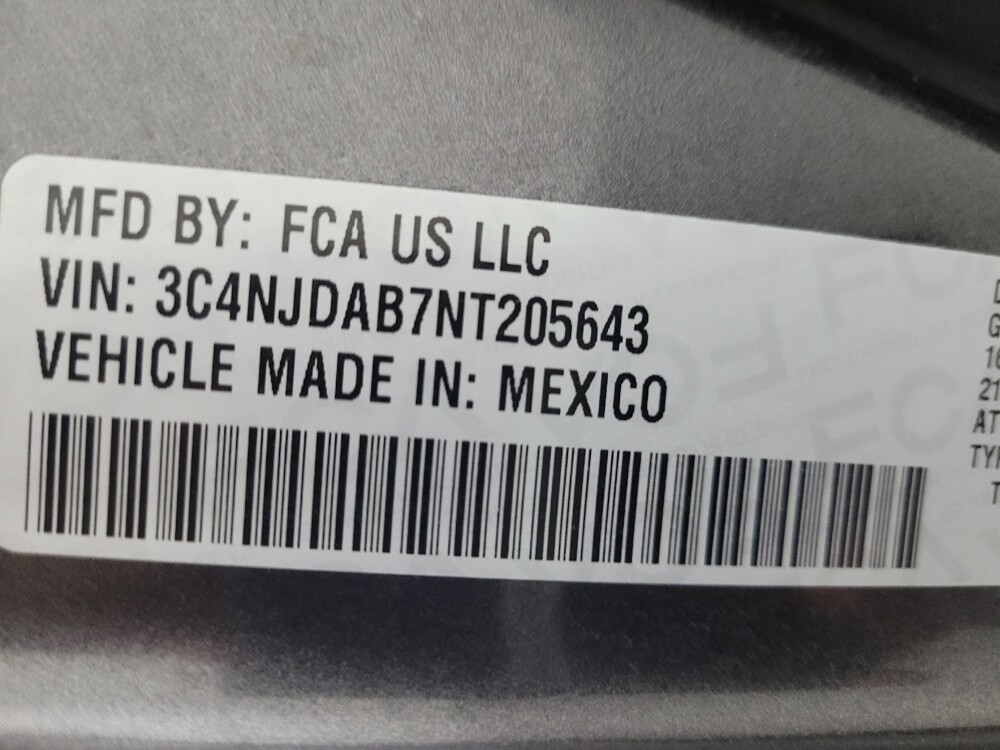 MFD BY: FCA US LLC
VIN: 3C4NJDAB7NT205643
VEHICLE MADE IN: MEXICO